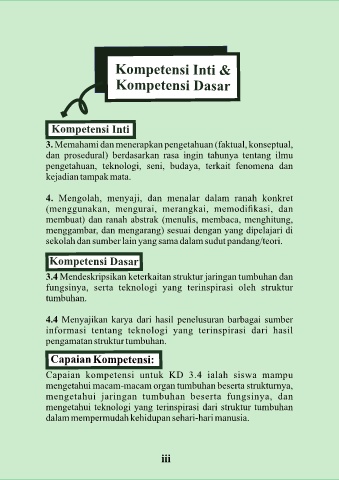 Kompetensi Inti &
Kompetensi Dasar
Kompetensi Inti
3. Memahami dan menerapkan pengetahuan (faktual, konseptual,
dan prosedural) berdasarkan rasa ingin tahunya tentang ilmu
pengetahuan, teknologi, seni, budaya, terkait fenomena dan
kejadian tampak mata.
4. Mengolah, menyaji, dan menalar dalam ranah konkret
(menggunakan, mengurai, merangkai, memodifikasi, dan
membuat) dan ranah abstrak (menulis, membaca, menghitung,
menggambar, dan mengarang) sesuai dengan yang dipelajari di
sekolah dan sumber lain yang sama dalam sudut pandang/teori.
Kompetensi Dasar
3.4 Mendeskripsikan keterkaitan struktur jaringan tumbuhan dan
fungsinya, serta teknologi yang terinspirasi oleh struktur
tumbuhan.
4.4 Menyajikan karya dari hasil penelusuran barbagai sumber
informasi tentang teknologi yang terinspirasi dari hasil
pengamatan struktur tumbuhan.
Capaian Kompetensi:
Capaian kompetensi untuk KD 3.4 ialah siswa mampu
mengetahui macam-macam organ tumbuhan beserta strukturnya,
mengetahui jaringan tumbuhan beserta fungsinya, dan
mengetahui teknologi yang terinspirasi dari struktur tumbuhan
dalam mempermudah kehidupan sehari-hari manusia.
iii